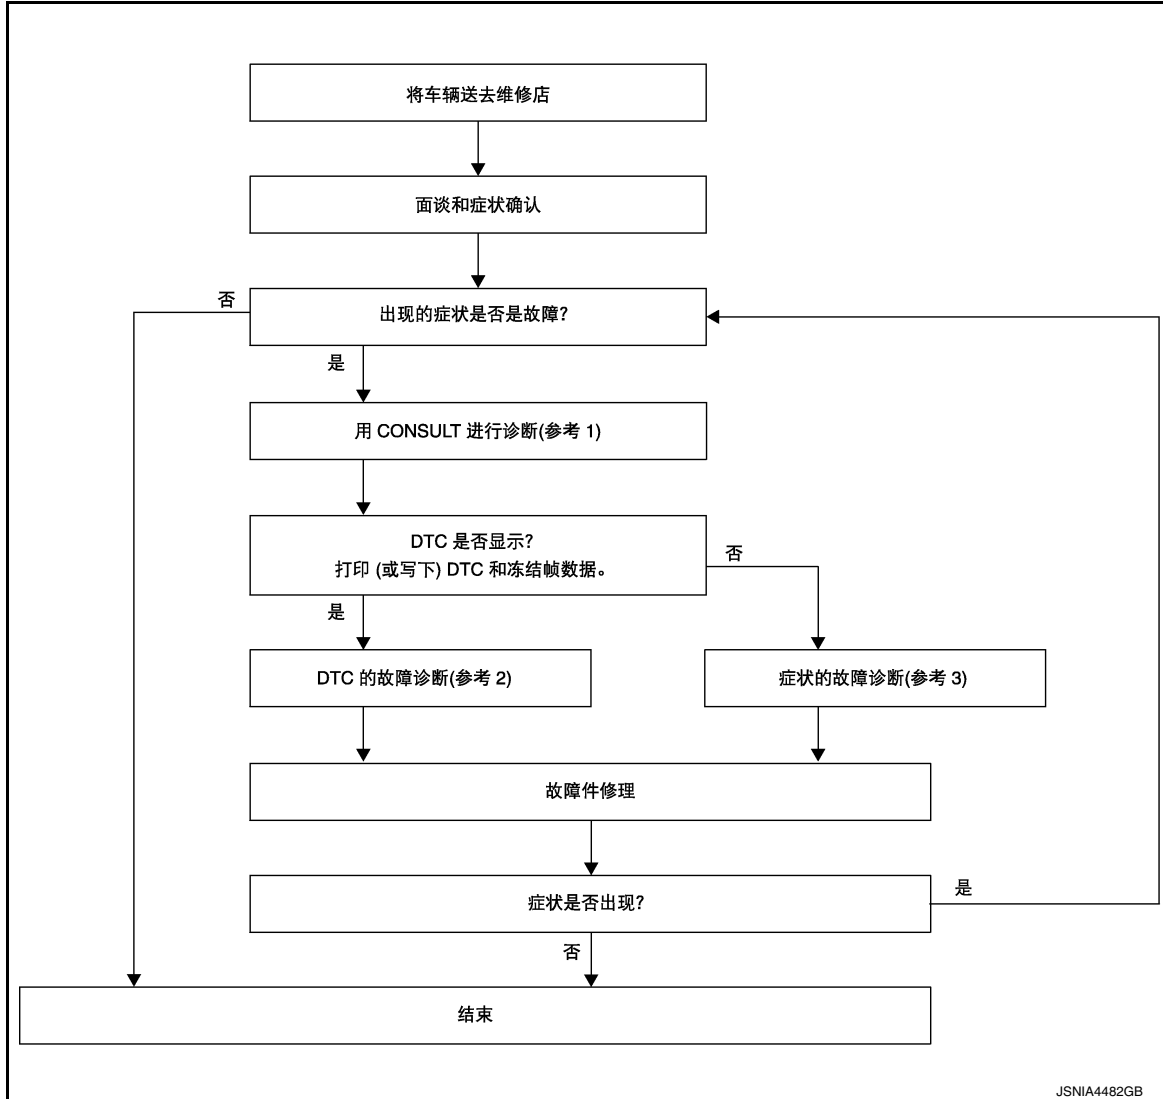 将车辆送去维修店
面谈和症状确认
否
出现的症状是否是故障?
是
用 CONSULT 进行诊断(参考 1)
DTC 是否显示?
打印 (或写下) DTC 和冻结帧数据。
否
是
DTC 的故障诊断(参考 2)
症状的故障诊断(参考 3)
故障件修理
症状是否出现?
是
否
结束
JSNIA4482GB